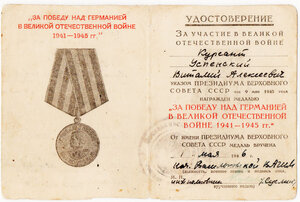 "ЗА ПОБЕДУ НАД ГЕРМАНИЕЙ
В ВЕЛИКОЙ ОТЕЧЕСТВЕННОЙ ВОЙНЕ
1941—1945 гг."
УДОСТОВЕРЕНИЕ
ЗА УЧАСТИЕ В ВЕЛИКОЙ
ОТЕЧЕСТВЕННОЙ ВОЙНЕ
Курсант
Успенский
Виталий Алексеевич
УКАЗОМ ПРЕЗИДИУМА ВЕРХОВНОГО
СОВЕТА СССР от 9 мая 1945 года
НАГРАЖДЕН МЕДАЛЬЮ
"ЗА ПОБЕДУ НАД ГЕРМАНИЕЙ
В ВЕЛИКОЙ ОТЕЧЕСТВЕННОЙ
ВОЙНЕ 1941—1945 гг."
От имени ПРЕЗИДИУМА ВЕРХОВНОГО
СОВЕТА СССР МЕДАЛЬ ВРУЧЕНА
1 мая 6
М. П.